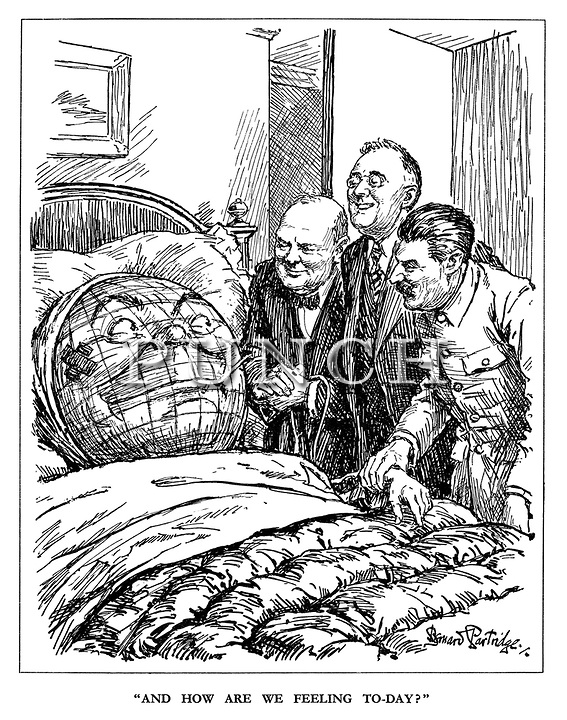 PUNCH
Bernard Partridge
"AND HOW ARE WE FEELING TO-DAY?"